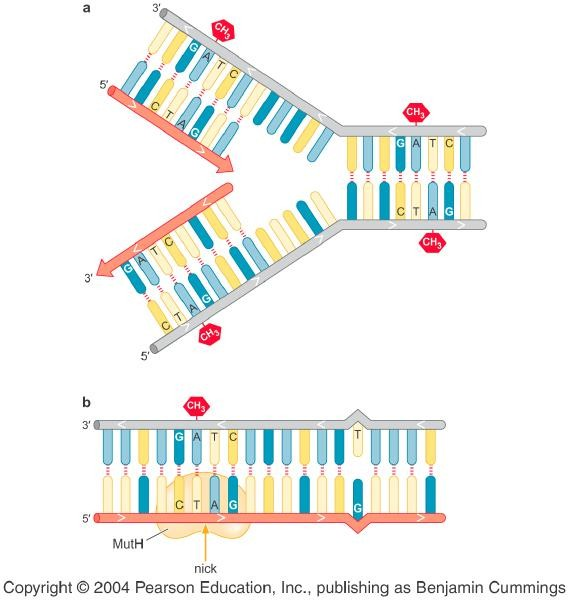 a
3'
CH3
G A T C
5'
C T A G
CH3
G A T C
C T A G
CH3
G A T C
3'
C T A G
CH3
5'
b
CH3
3'
G A T C
T
C T A G
G
5'
MutH
nick
Copyright © 2004 Pearson Education, Inc., publishing as Benjamin Cummings